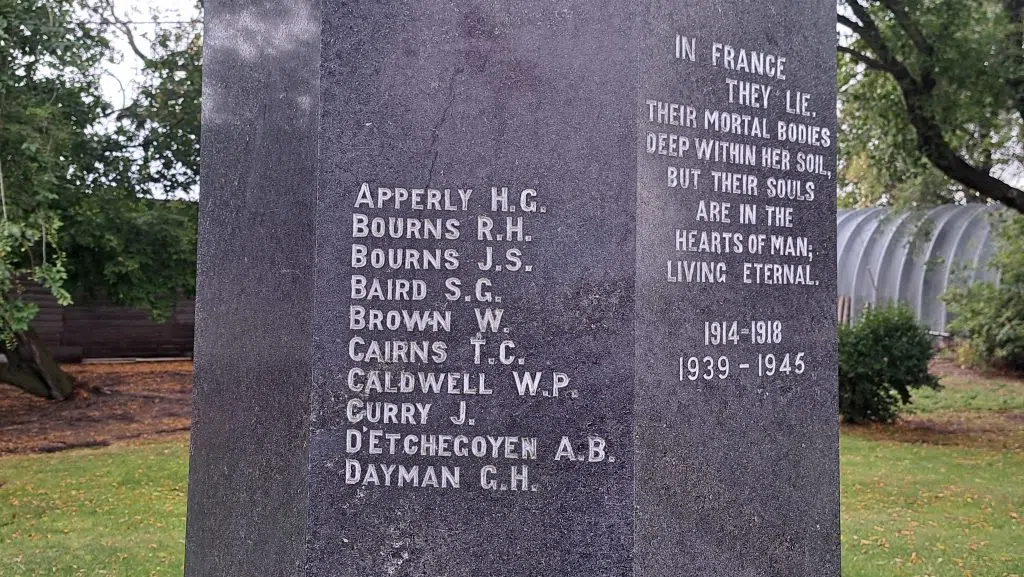 APPERLY H.G.
BOURNS R.H.
BOURNS J.S.
BAIRD S.G.
BROWN W.
CAIRNS T.C.
CALDWELL W.P.
CURRY J.
D'ETCHEGOYEN A.B.
DAYMAN G.H.
IN FRANCE
THEY LIE.
THEIR MORTAL BODIES
DEEP WITHIN HER SOIL,
BUT THEIR SOULS
ARE IN THE
HEARTS OF MAN;
LIVING ETERNAL.
1914-1918
1939-1945